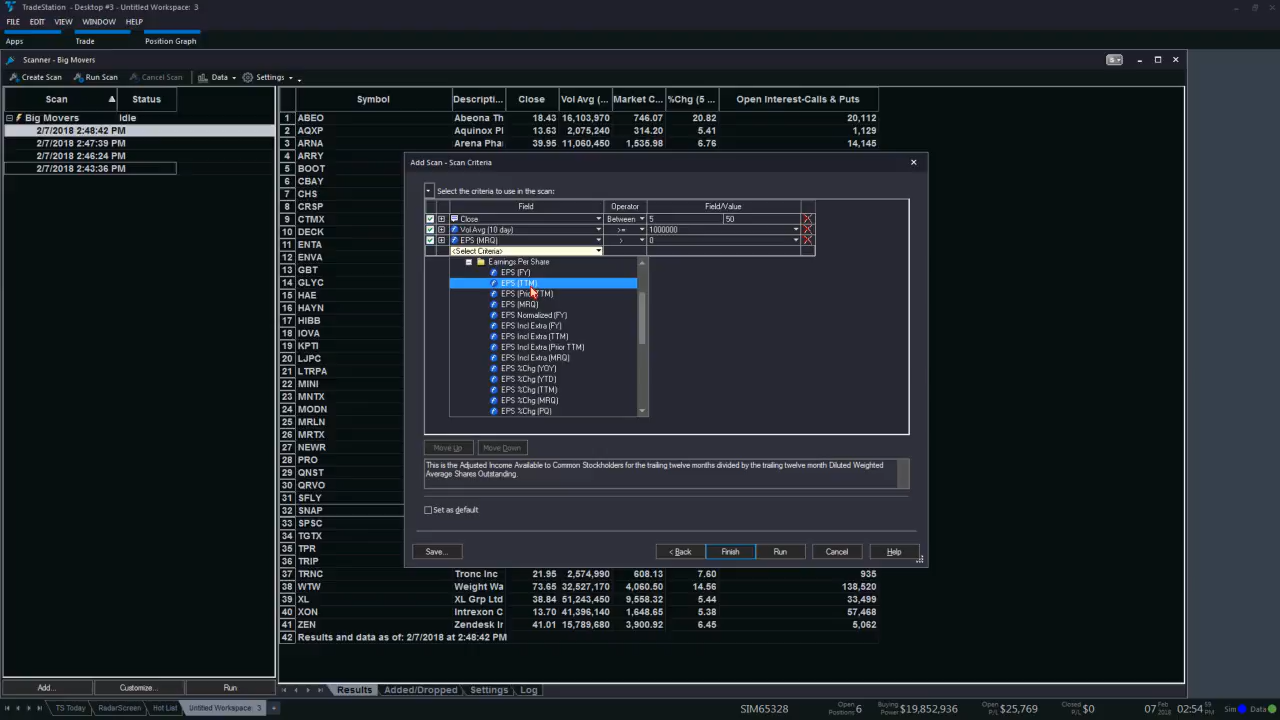 TradeStation - Desktop #3 - Untitled Workspace: 3
FILE EDIT VIEW WINDOW HELP
Apps Trade Position Graph
Scanner - Big Movers
Create Scan Run Scan Cancel Scan Data Settings
Scan Status
Big Movers Idle
2/7/2018 2:48:42 PM
2/7/2018 2:47:39 PM
2/7/2018 2:46:24 PM
2/7/2018 2:43:36 PM
Symbol Descripti... Close Vol Avg (... Market C... %Chg (5 ... Open Interest-Calls & Puts
1 ABEO Abeona Th 18.43 16,103,970 746.07 20.82 20,112
2 AQXP Aquinox Pl 13.63 2,075,240 314.20 5.41 1,129
3 ARNA Arena Phar 39.95 11,060,450 1,535.98 6.76 14,145
4 ARRY
5 BOOT
6 CBAY
7 CHS
8 CRSP
9 CTMX
10 DECK
11 ENTA
12 ENVA
13 GBT
14 GLYC
15 HAE
16 HAYN
17 HIBB
18 IOVA
19 KPTI
20 LJPC
21 LTRPA
22 MINI
23 MNTX
24 MODN
25 MRLN
26 MRTX
27 NEWR
28 PRO
29 QNST
30 QRVO
31 SFLY
32 SNAP
33 SPSC
34 TGTX
35 TPR
36 TRIP
37 TRNC Tronc Inc 21.95 2,574,990 608.13 7.60 935
38 WTW Weight Wa 73.65 32,527,170 4,060.50 14.56 138,520
39 XL XL Grp Ltd 38.84 51,243,450 9,938.52 5.44 33,499
40 XON Intrexon C 13.70 41,396,140 1,648.65 5.38 57,468
41 ZEN Zendesk Ir 41.01 15,789,680 3,900.92 6.45 5,062
42 Results and data as of: 2/7/2018 at 2:48:42 PM
Add Scan - Scan Criteria
Select the criteria to use in the scan:
Field Operator Field/Value
Close Between 5 50
Vol Avg (10 day) >= 1000000
EPS (MRQ) > 0
<Select Criteria>
Earnings Per Share
EPS (FY)
EPS (TTM)
EPS (Prior TTM)
EPS (MRQ)
EPS Normalized (FY)
EPS Incl Extra (FY)
EPS Incl Extra (TTM)
EPS Incl Extra (Prior TTM)
EPS Incl Extra (MRQ)
EPS %Chg (YOY)
EPS %Chg (YTD)
EPS %Chg (TTM)
EPS %Chg (MRQ)
EPS %Chg (PQ)
Move Up Move Down
This is the Adjusted Income Available to Common Stockholders for the trailing twelve months divided by the trailing twelve month Diluted Weighted
Average Shares Outstanding.
Set as default
Save... < Back Finish Run Cancel Help
Add... Customize... Run
Results Added/Dropped Settings Log
TS Today RadarScreen Hot List Untitled Workspace: 3 +
SIM65328 Open Positions 6 Buying Power $19,852,936 Open P/L $25,769 Closed P/L $0 07 Feb 2018 02:54 59 PM Sim Data